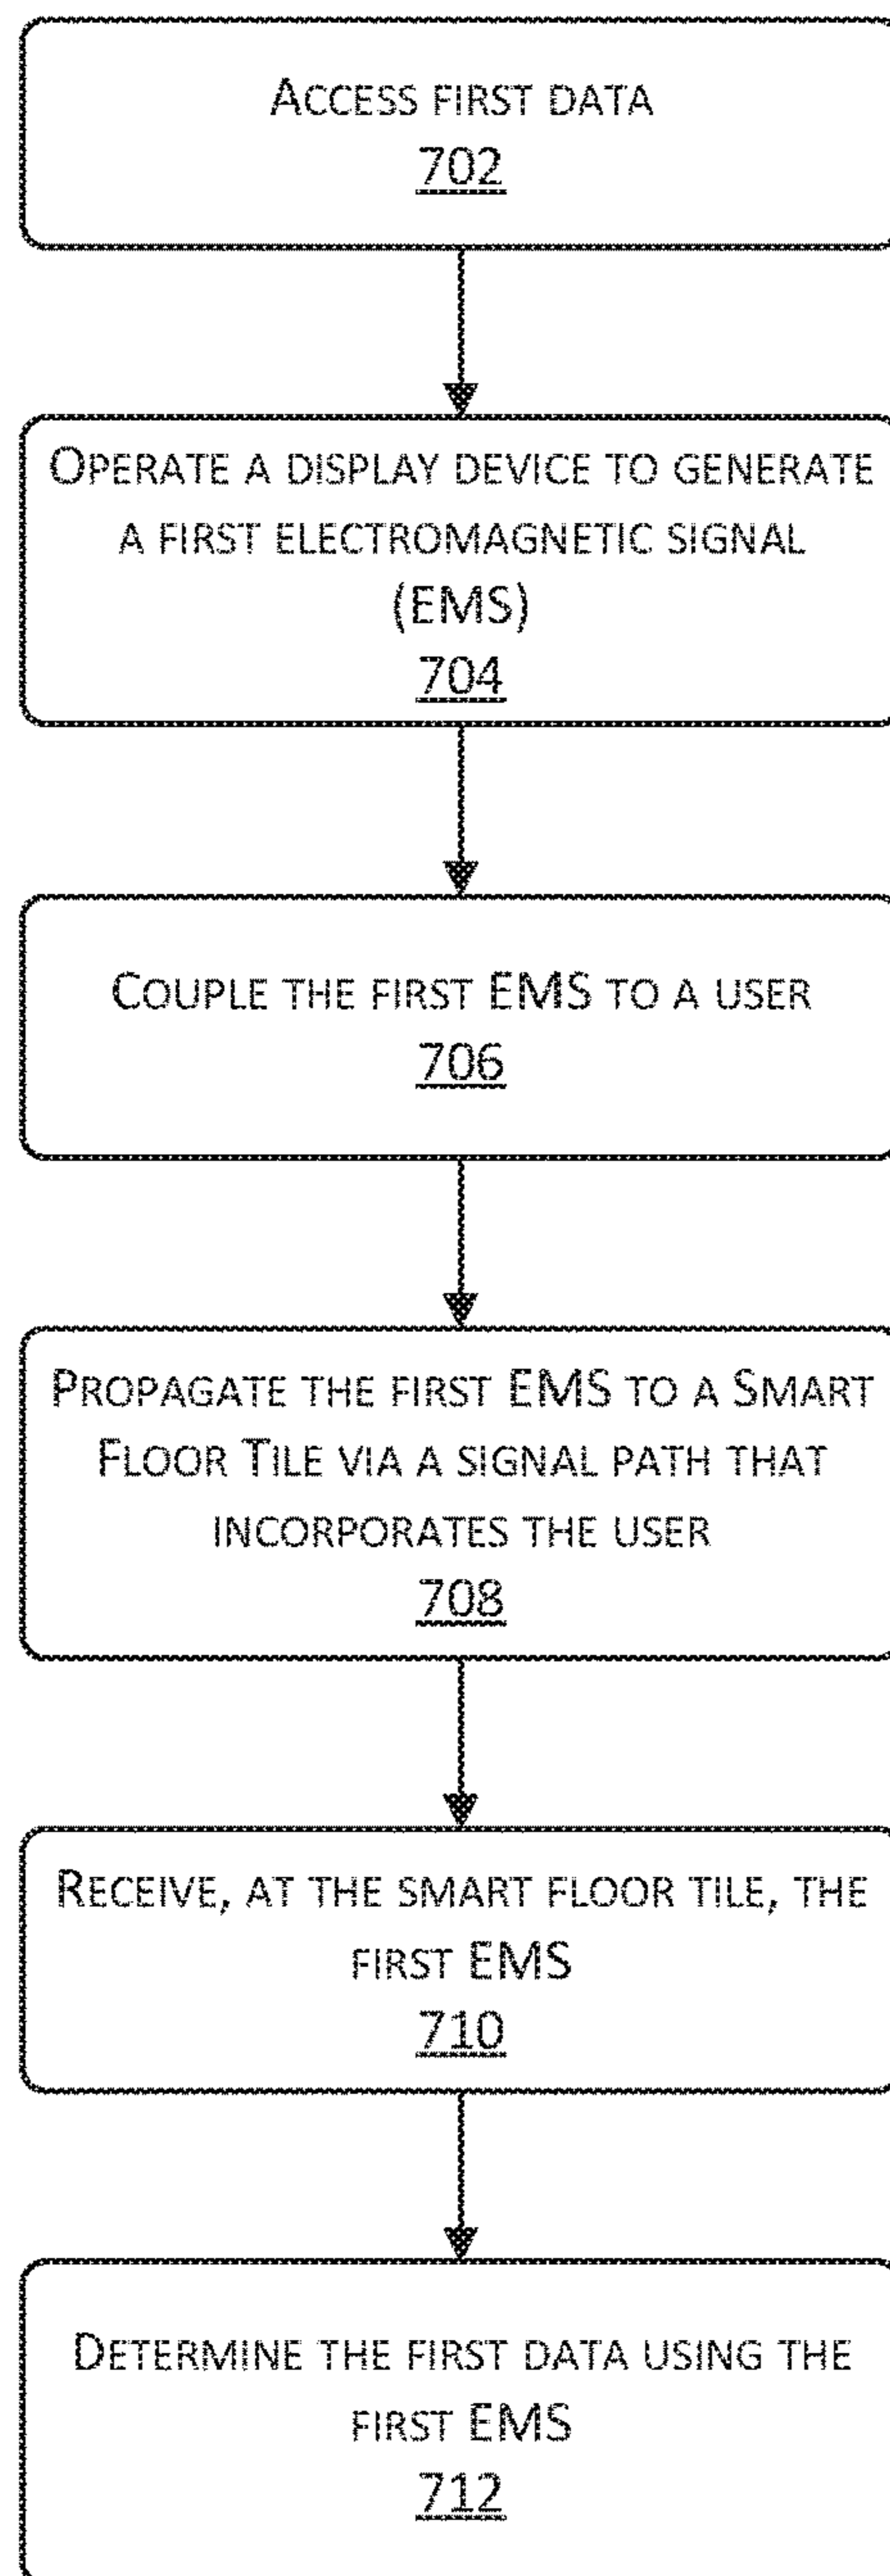 ACCESS FIRST DATA
702
OPERATE A DISPLAY DEVICE TO GENERATE
A FIRST ELECTROMAGNETIC SIGNAL
(EMS)
704
COUPLE THE FIRST EMS TO A USER
706
PROPAGATE THE FIRST EMS TO A SMART
FLOOR TILE VIA A SIGNAL PATH THAT
INCORPORATES THE USER
708
RECEIVE, AT THE SMART FLOOR TILE, THE
FIRST EMS
710
DETERMINE THE FIRST DATA USING THE
FIRST EMS
712